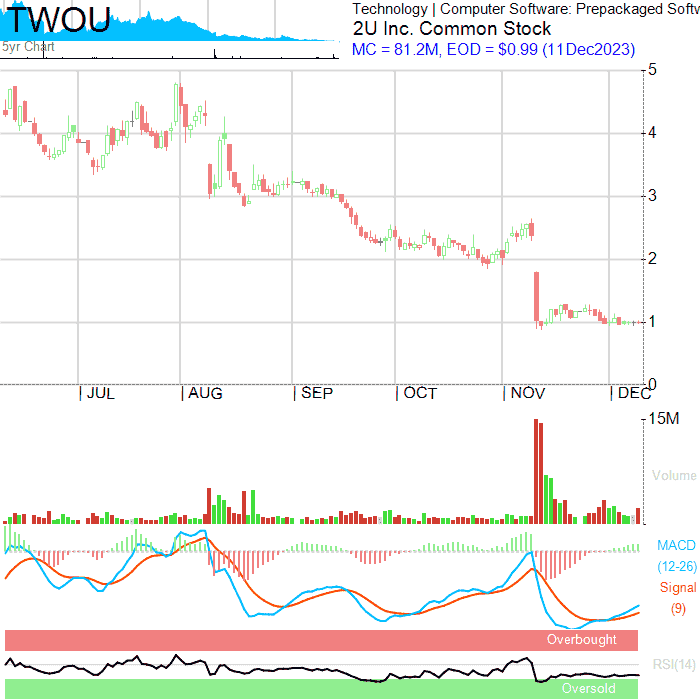 TWOU
5yr Chart
Technology | Computer Software: Prepackaged Softw
2U Inc. Common Stock
MC = 81.2M, EOD = $0.99 (11Dec2023)
5
4
3
2
1
0
JUL
AUG
SEP
OCT
NOV
DEC
15M
Volume
MACD
(12-26)
Signal
(9)
Overbought
RSI(14)
Oversold